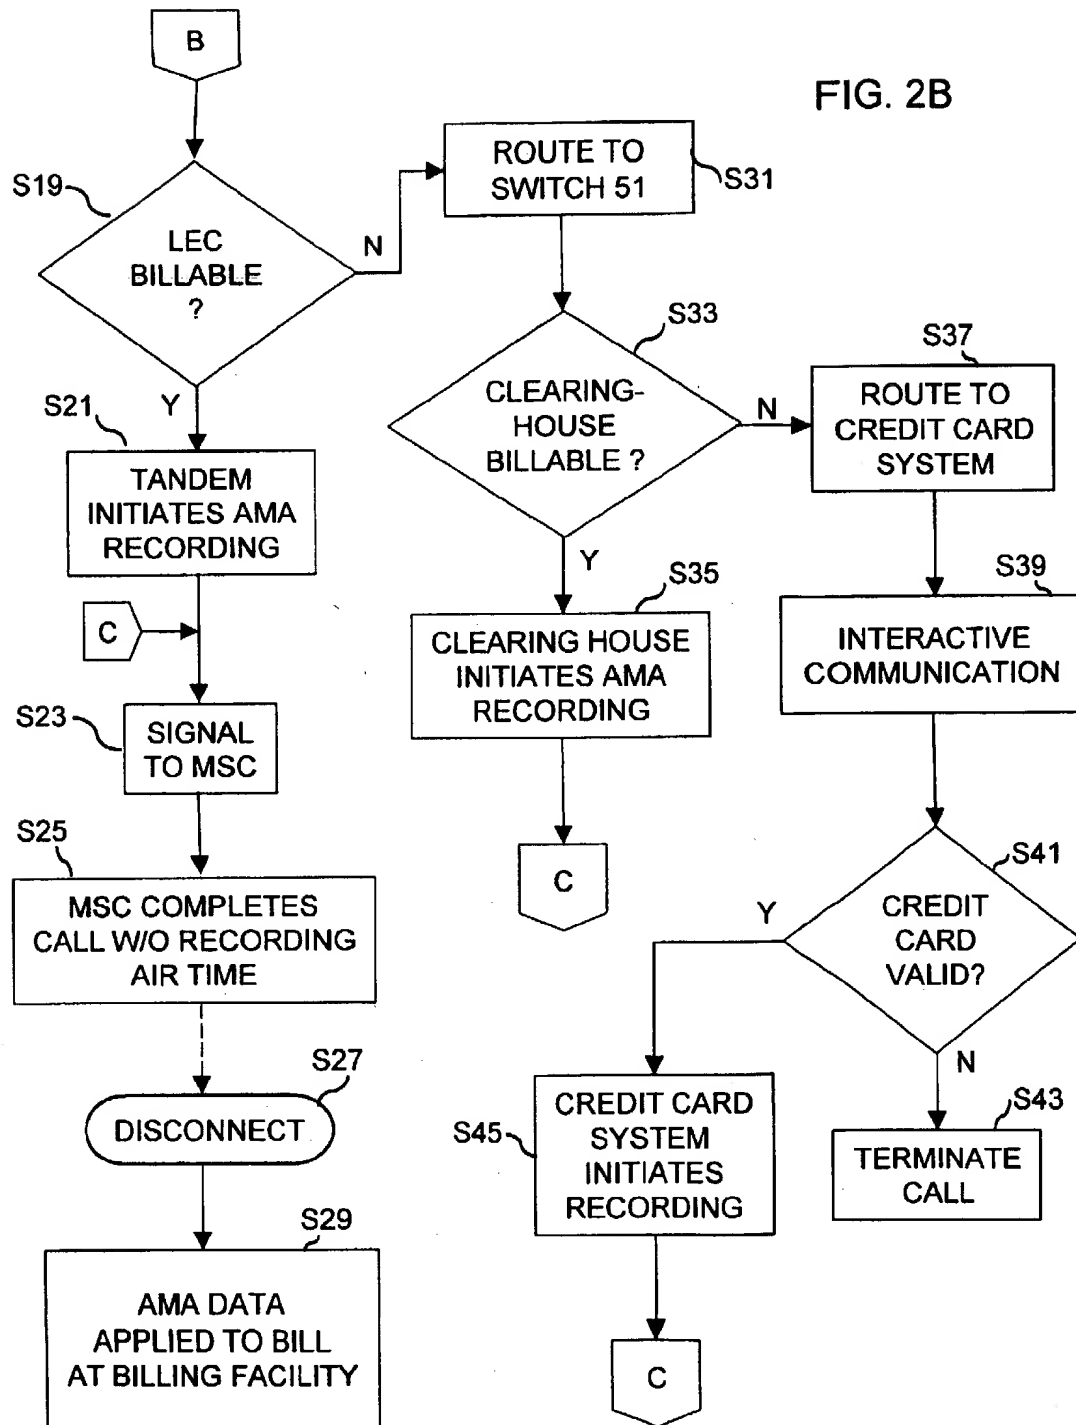 B
FIG. 2B
S19
LEC
BILLABLE
?
N
Y
ROUTE TO
SWITCH 51
S31
S33
CLEARING-
HOUSE
BILLABLE ?
N
Y
S37
ROUTE TO
CREDIT CARD
SYSTEM
S21
TANDEM
INITIATES AMA
RECORDING
C
S35
CLEARING HOUSE
INITIATES AMA
RECORDING
C
S39
INTERACTIVE
COMMUNICATION
S23
SIGNAL
TO MSC
S25
MSC COMPLETES
CALL W/O RECORDING
AIR TIME
S41
CREDIT
CARD
VALID?
Y
N
S27
DISCONNECT
S45
CREDIT CARD
SYSTEM
INITIATES
RECORDING
S43
TERMINATE
CALL
S29
AMA DATA
APPLIED TO BILL
AT BILLING FACILITY
C